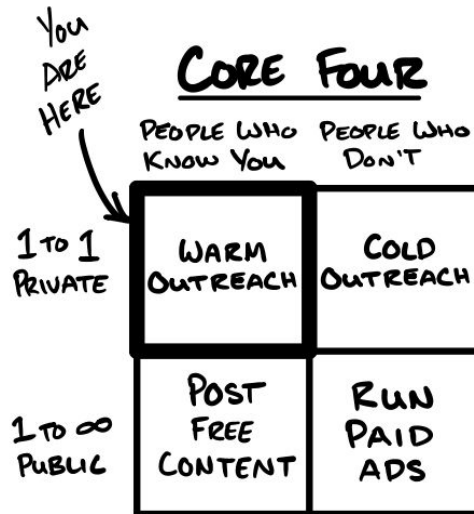 You
ARE
HERE
CORE FOUR
PEOPLE WHO
KNOW YOU
PEOPLE WHO
DON'T
1 TO 1
PRIVATE
WARM
OUTREACH
COLD
OUTREACH
1 TO ∞
PUBLIC
POST
FREE
CONTENT
RUN
PAID
ADS